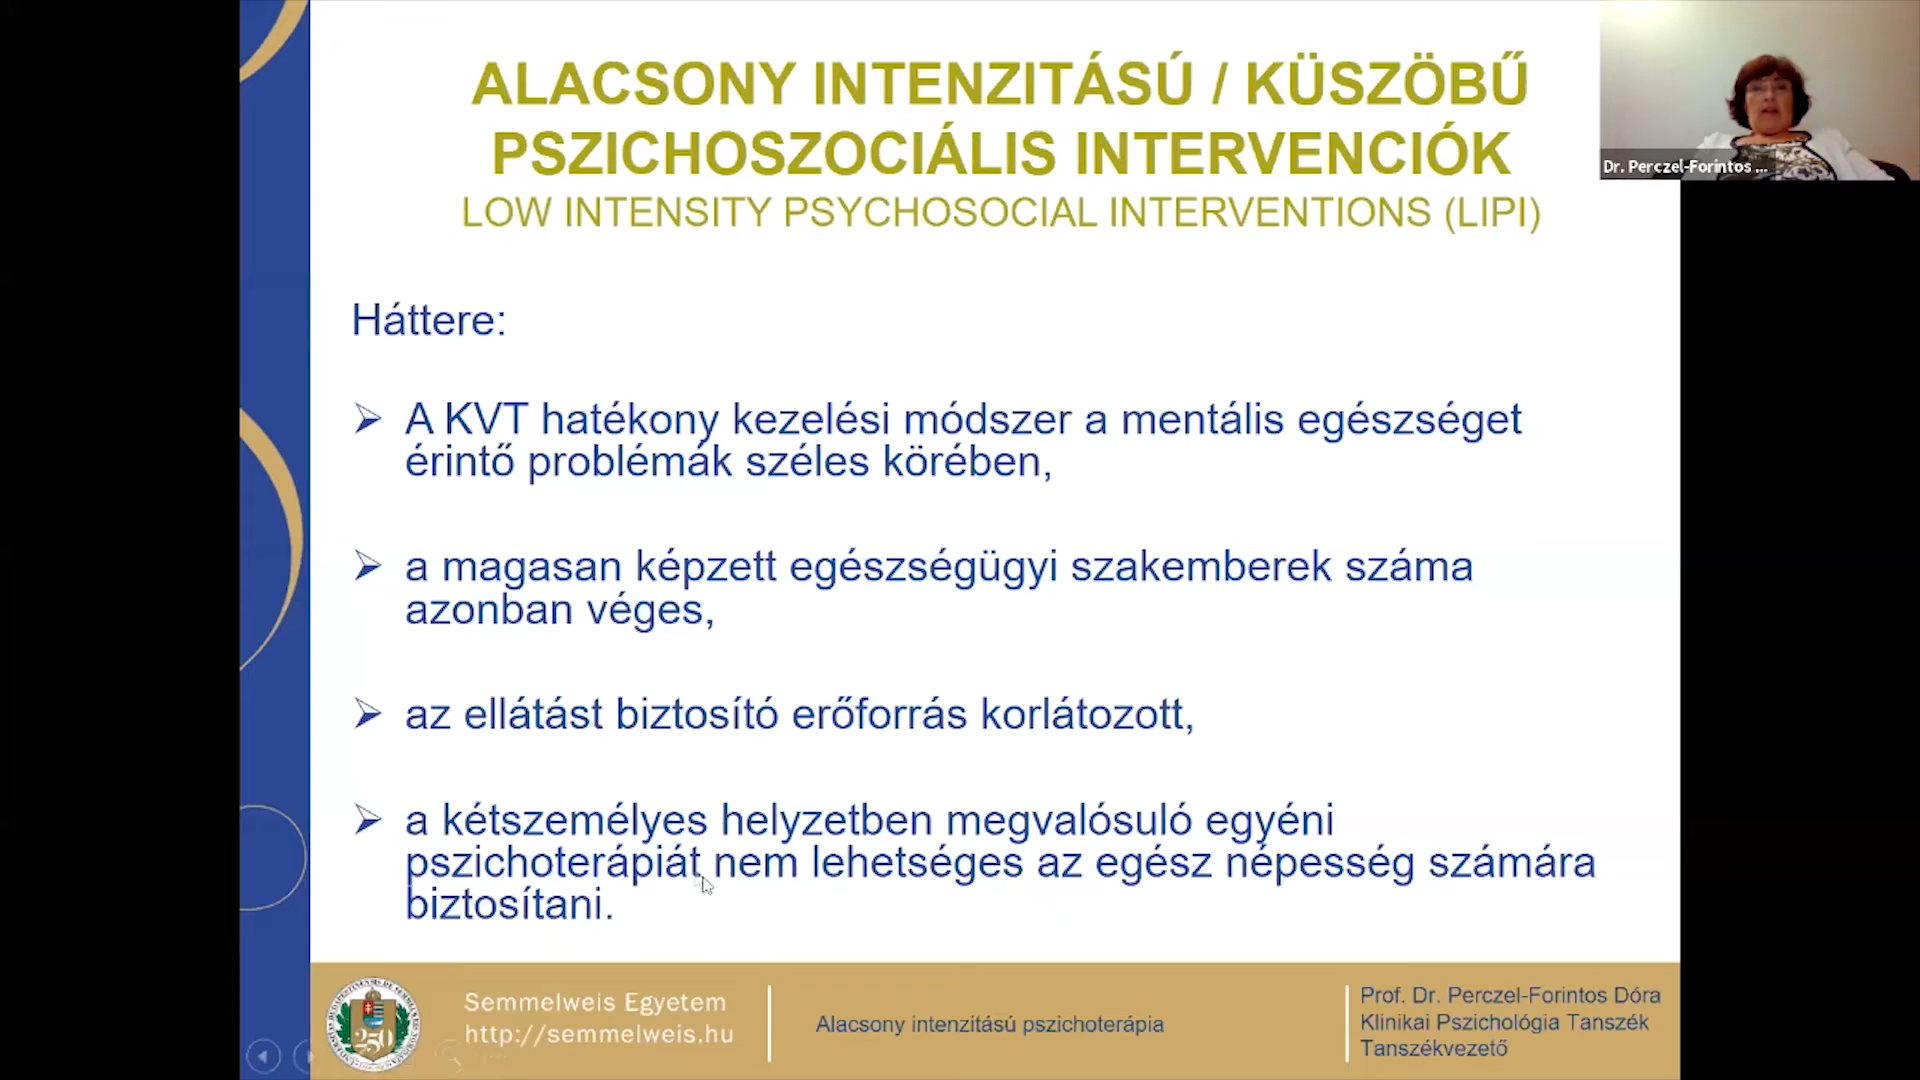 ALACSONY INTENZITÁSÚ / KÜSZÖBŰ
PSZICHOSZOCIÁLIS INTERVENCIÓK
LOW INTENSITY PSYCHOSOCIAL INTERVENTIONS (LIPI)
Dr. Perczel-Forintos ...
Háttere:
A KVT hatékony kezelési módszer a mentális egészséget
érintő problémák széles körében,
a magasan képzett egészségügyi szakemberek száma
azonban véges,
az ellátást biztosító erőforrás korlátozott,
a kétszemélyes helyzetben megvalósuló egyéni
pszichoterápiát nem lehetséges az egész népesség számára
biztosítani.
250
Semmelweis Egyetem
http://semmelweis.hu
Alacsony intenzitású pszichoterápia
Prof. Dr. Perczel-Forintos Dóra
Klinikai Pszichológia Tanszék
Tanszékvezető